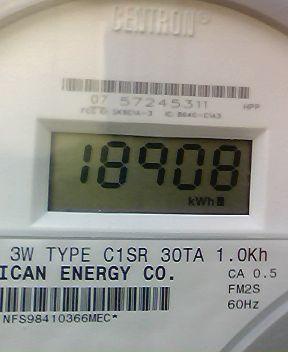 CENTRON®
07 57245311
HPP
18908
kWh
3W TYPE C1SR 30TA 1.0Kh
ICAN ENERGY CO.
CA 0.5
FM2S
60Hz
NFS98410366MEC*